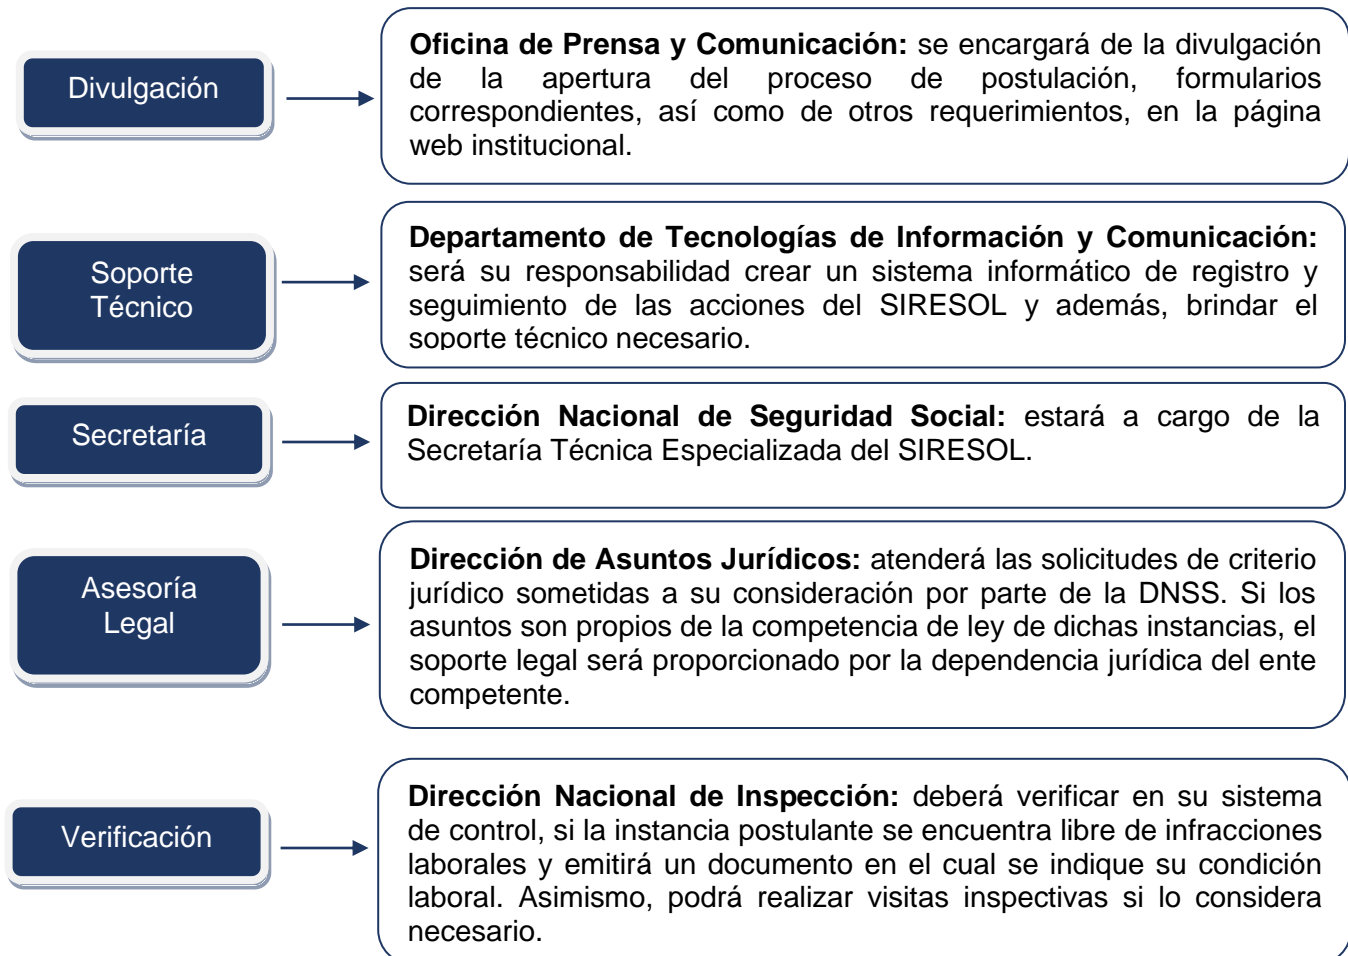 Divulgación
Oficina de Prensa y Comunicación: se encargará de la divulgación
de la apertura del proceso de postulación, formularios
correspondientes, así como de otros requerimientos, en la página
web institucional.
Soporte
Técnico
Departamento de Tecnologías de Información y Comunicación:
será su responsabilidad crear un sistema informático de registro y
seguimiento de las acciones del SIRESOL y además, brindar el
soporte técnico necesario.
Secretaría
Dirección Nacional de Seguridad Social: estará a cargo de la
Secretaría Técnica Especializada del SIRESOL.
Asesoría
Legal
Dirección de Asuntos Jurídicos: atenderá las solicitudes de criterio
jurídico sometidas a su consideración por parte de la DNSS. Si los
asuntos son propios de la competencia de ley de dichas instancias, el
soporte legal será proporcionado por la dependencia jurídica del ente
competente.
Verificación
Dirección Nacional de Inspección: deberá verificar en su sistema
de control, si la instancia postulante se encuentra libre de infracciones
laborales y emitirá un documento en el cual se indique su condición
laboral. Asimismo, podrá realizar visitas inspectivas si lo considera
necesario.